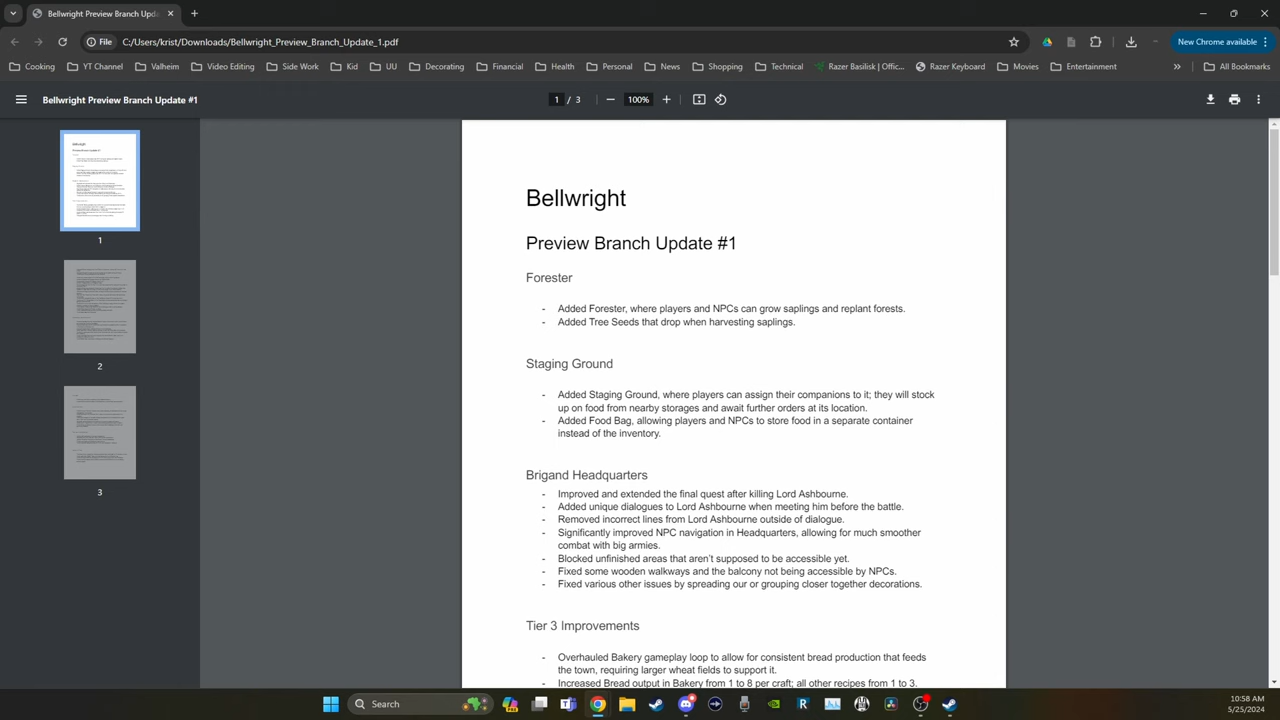 Bellwright Preview Branch Upd
File
C:/Users/krist/Downloads/Bellwright_Preview_Branch_Update_1.pdf
New Chrome available
Cooking
YT Channel
Valheim
Video Editing
Side Work
Kid
UU
Decorating
Financial
Health
Personal
News
Shopping
Technical
Razer Basilisk | Offic...
Razer Keyboard
Movies
Entertainment
All Bookmarks
Bellwright Preview Branch Update #1
1 / 3
100%
1
2
3
Bellwright
Preview Branch Update #1
Forester
- Added Forester, where players and NPCs can grow saplings and replant forests.
- Added Tree Seeds that drop when harvesting saplings.
Staging Ground
- Added Staging Ground, where players can assign their companions to it; they will stock
up on food from nearby storages and await further orders at its location.
- Added Food Bag, allowing players and NPCs to store food in a separate container
instead of the inventory.
Brigand Headquarters
- Improved and extended the final quest after killing Lord Ashbourne.
- Added unique dialogues to Lord Ashbourne when meeting him before the battle.
- Removed incorrect lines from Lord Ashbourne outside of dialogue.
- Significantly improved NPC navigation in Headquarters, allowing for much smoother
combat with big armies.
- Blocked unfinished areas that aren't supposed to be accessible yet.
- Fixed some wooden walkways and the balcony not being accessible by NPCs.
- Fixed various other issues by spreading our or grouping closer together decorations.
Tier 3 Improvements
- Overhauled Bakery gameplay loop to allow for consistent bread production that feeds
the town, requiring larger wheat fields to support it.
- Increased Bread output in Bakery from 1 to 8 per craft; all other recipes from 1 to 3.
Search
10:58 AM
5/25/2024